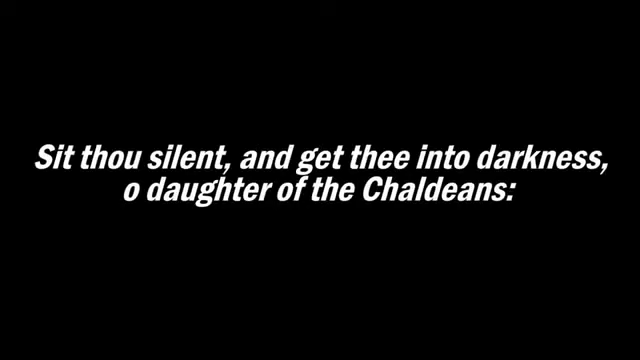 Sit thou silent, and get thee into darkness,
o daughter of the Chaldeans: